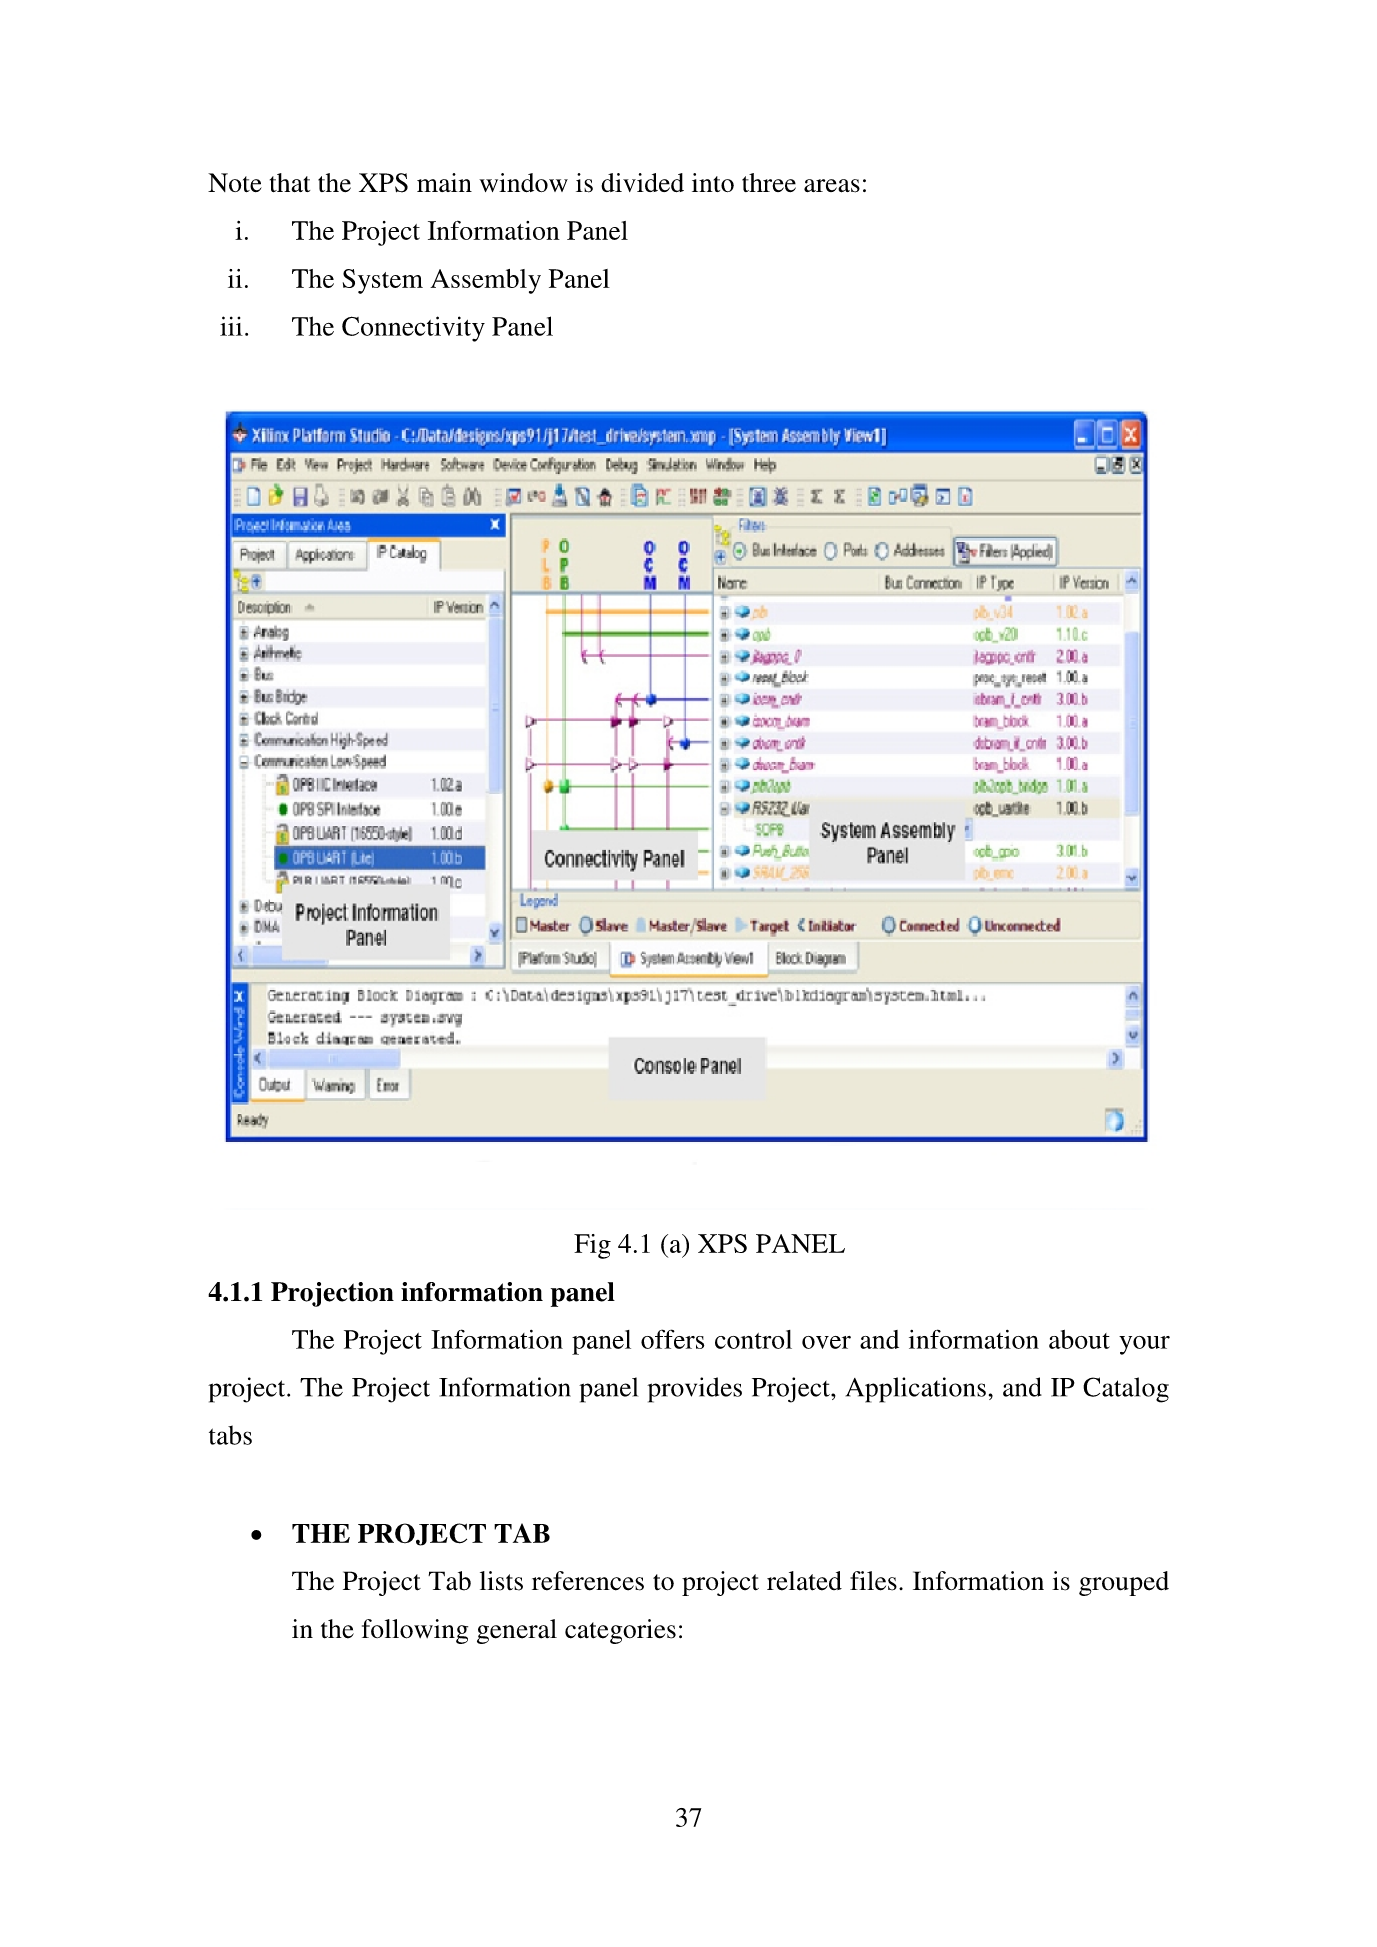 Note that the XPS main window is divided into three areas:
i. The Project Information Panel
ii. The System Assembly Panel
iii. The Connectivity Panel
Xilinx Platform Studio - C:/Data/designs/xps91/j17/test_drive/system.xmp - [System Assembly View1]
File Edit View Project Hardware Software Device Configuration Debug Simulation Window Help
Project Information Area
Project Applications IP Catalog
Description IP Version
Analog
Arithmetic
Bus
Bus Bridge
Clock Control
Communication High-Speed
Communication Low-Speed
OPB IIC Interface 1.02.a
OPB SPI Interface 1.00.e
OPB UART (16550-style) 1.00.d
OPB UART (Lite) 1.00.b
PLB UART (16550-style) 1.00.c
Debu
DMA
Project Information Panel
PLB OPB OCM OCM
Connectivity Panel
Filters
Bus Interface Ports Addresses Filters (Applied)
Name Bus Connection IP Type IP Version
plb plb_v34 1.02.a
opb opb_v20 1.10.c
jtagppc_0 jtagppc_cntlr 2.00.a
reset_block proc_sys_reset 1.00.a
iocm_cntlr isbram_if_cntlr 3.00.b
isocm_bram bram_block 1.00.a
docm_cntlr dsbram_if_cntlr 3.00.b
dsocm_bram bram_block 1.00.a
plb2opb plb2opb_bridge 1.01.a
RS232_Uar opb_uartlite 1.00.b
SOPB
Push_Butto opb_gpio 3.01.b
SRAM_256 plb_emc 2.00.a
System Assembly Panel
Legend
Master Slave Master/Slave Target Initiator Connected Unconnected
[Platform Studio] System Assembly View1 Block Diagram
Console Wind
Generating Block Diagram : C:\Data\designs\xps91\j17\test_drive\blkdiagram\system.html...
Generated --- system.svg
Block diagram generated.
Console Panel
Output Warning Error
Ready
Fig 4.1 (a) XPS PANEL
4.1.1 Projection information panel
The Project Information panel offers control over and information about your
project. The Project Information panel provides Project, Applications, and IP Catalog
tabs
• THE PROJECT TAB
The Project Tab lists references to project related files. Information is grouped
in the following general categories:
37